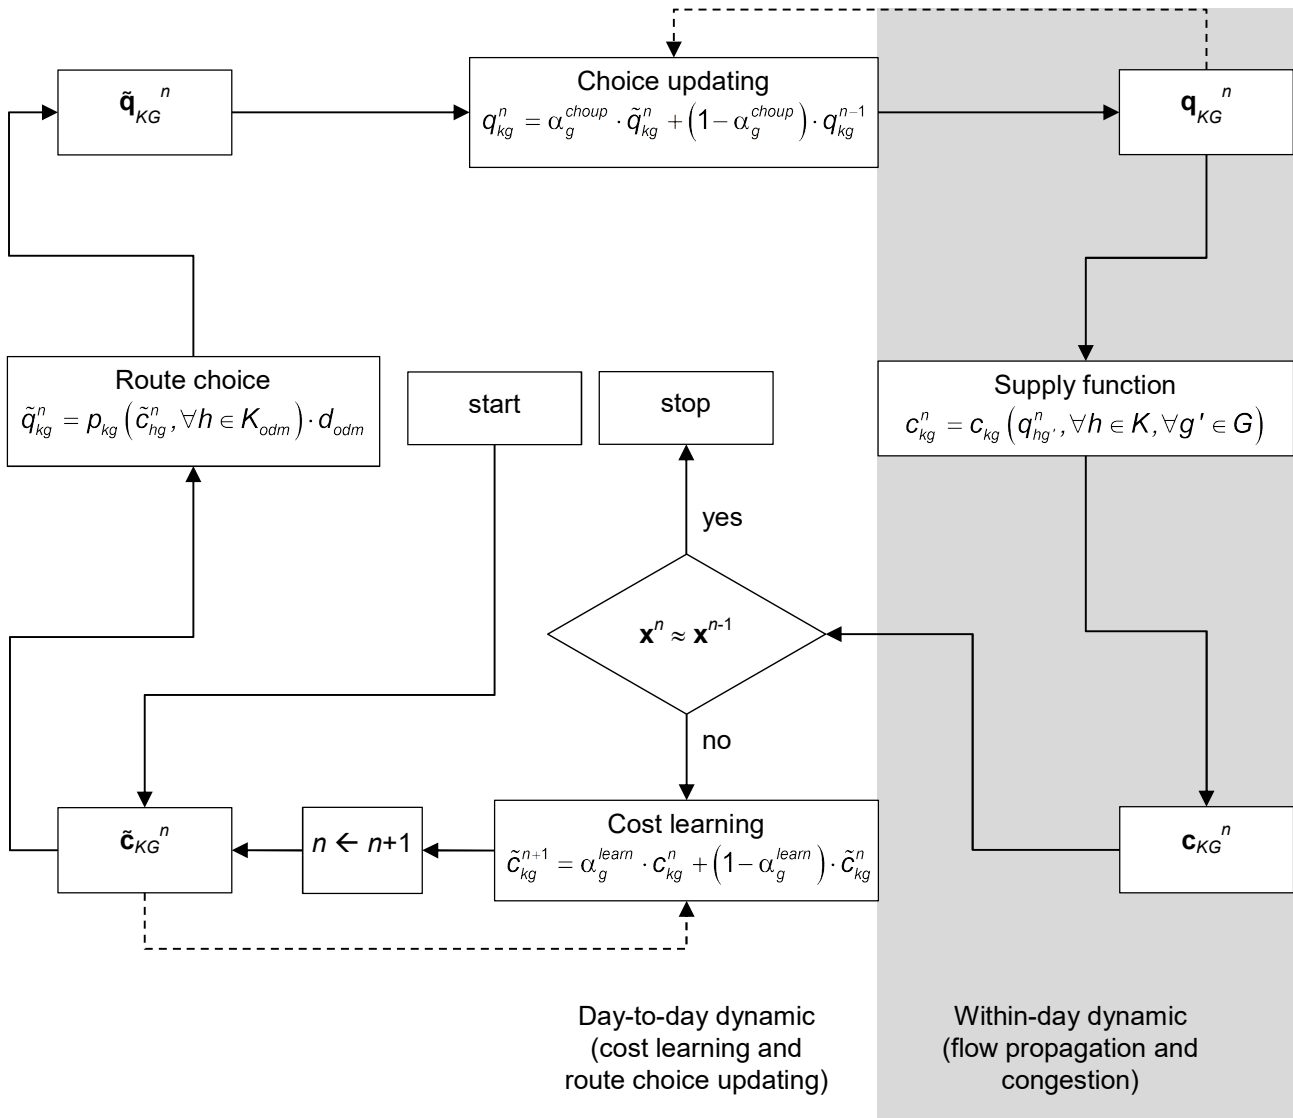 q̃_KG^n
Choice updating
q_kg^n = α_g^choup · q̃_kg^n + (1 − α_g^choup) · q_kg^n−1
q_KG^n
Route choice
q̃_kg^n = p_kg (c̃_hg^n, ∀h ∈ K_odm) · d_odm
start
stop
Supply function
c_kg^n = c_kg (q_hg'^n, ∀h ∈ K, ∀g' ∈ G)
yes
x^n ≈ x^n-1
no
c̃_KG^n
n ← n+1
Cost learning
c̃_kg^n+1 = α_g^learn · c_kg^n + (1 − α_g^learn) · c̃_kg^n
c_KG^n
Day-to-day dynamic
(cost learning and
route choice updating)
Within-day dynamic
(flow propagation and
congestion)